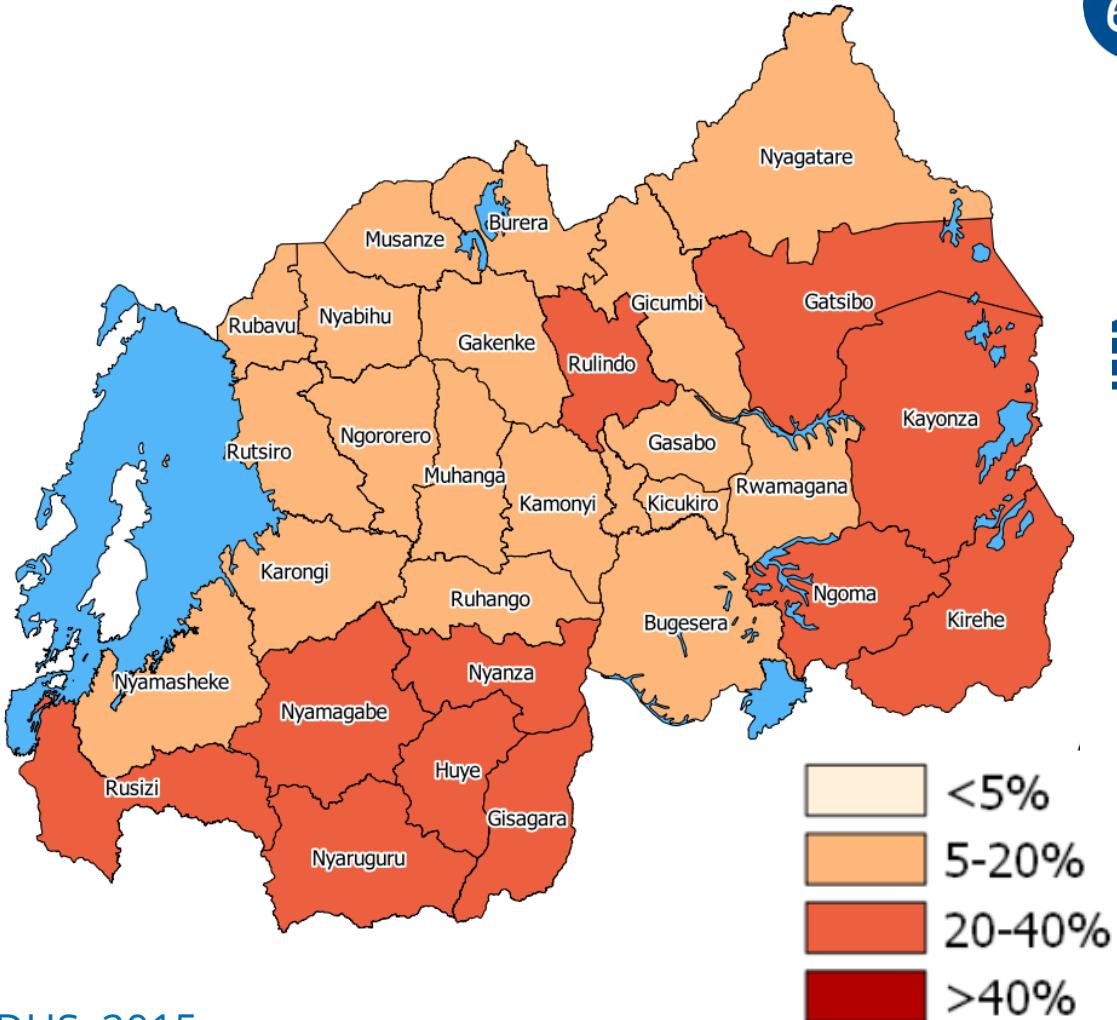 Nyagatare
Burera
Musanze
Gatsibo
Gicumbi
Nyabihu
Rubavu
Gakenke
Rulindo
Kayonza
Ngororero
Gasabo
Rutsiro
Muhanga
Rwamagana
Kamonyi
Kicukiro
Karongi
Ngoma
Ruhango
Kirehe
Bugesera
Nyanza
Nyamasheke
Nyamagabe
Huye
Rusizi
Gisagara
Nyaruguru
<5%
5-20%
20-40%
>40%
2015